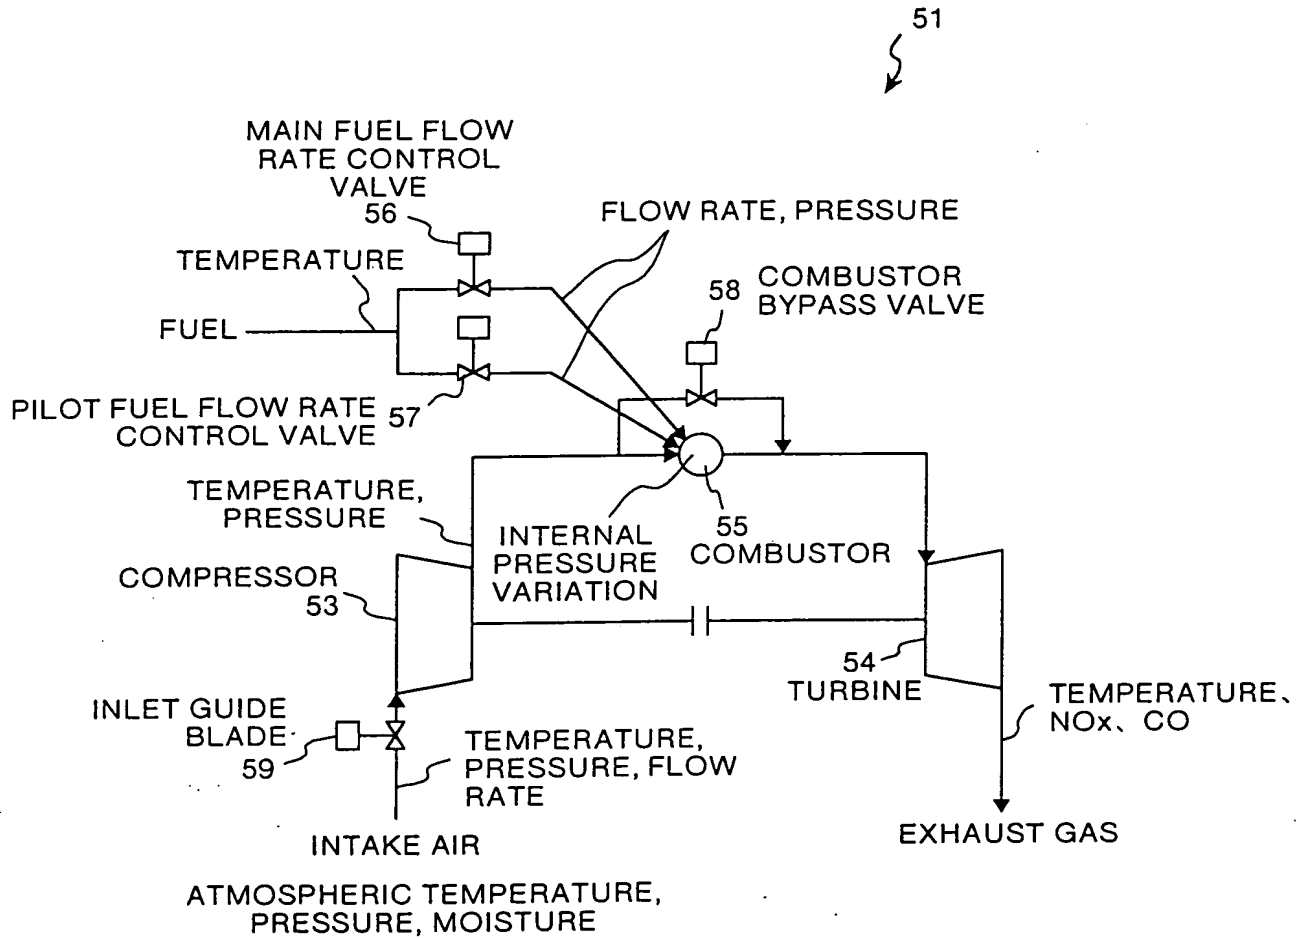 51
MAIN FUEL FLOW
RATE CONTROL
VALVE
56
FLOW RATE, PRESSURE
TEMPERATURE
58
COMBUSTOR
BYPASS VALVE
FUEL
PILOT FUEL FLOW RATE
CONTROL VALVE
57
TEMPERATURE,
PRESSURE
INTERNAL
PRESSURE
VARIATION
55
COMBUSTOR
COMPRESSOR
53
54
TURBINE
INLET GUIDE
BLADE
59
TEMPERATURE,
PRESSURE, FLOW
RATE
TEMPERATURE、
NOx、CO
INTAKE AIR
EXHAUST GAS
ATMOSPHERIC TEMPERATURE,
PRESSURE, MOISTURE